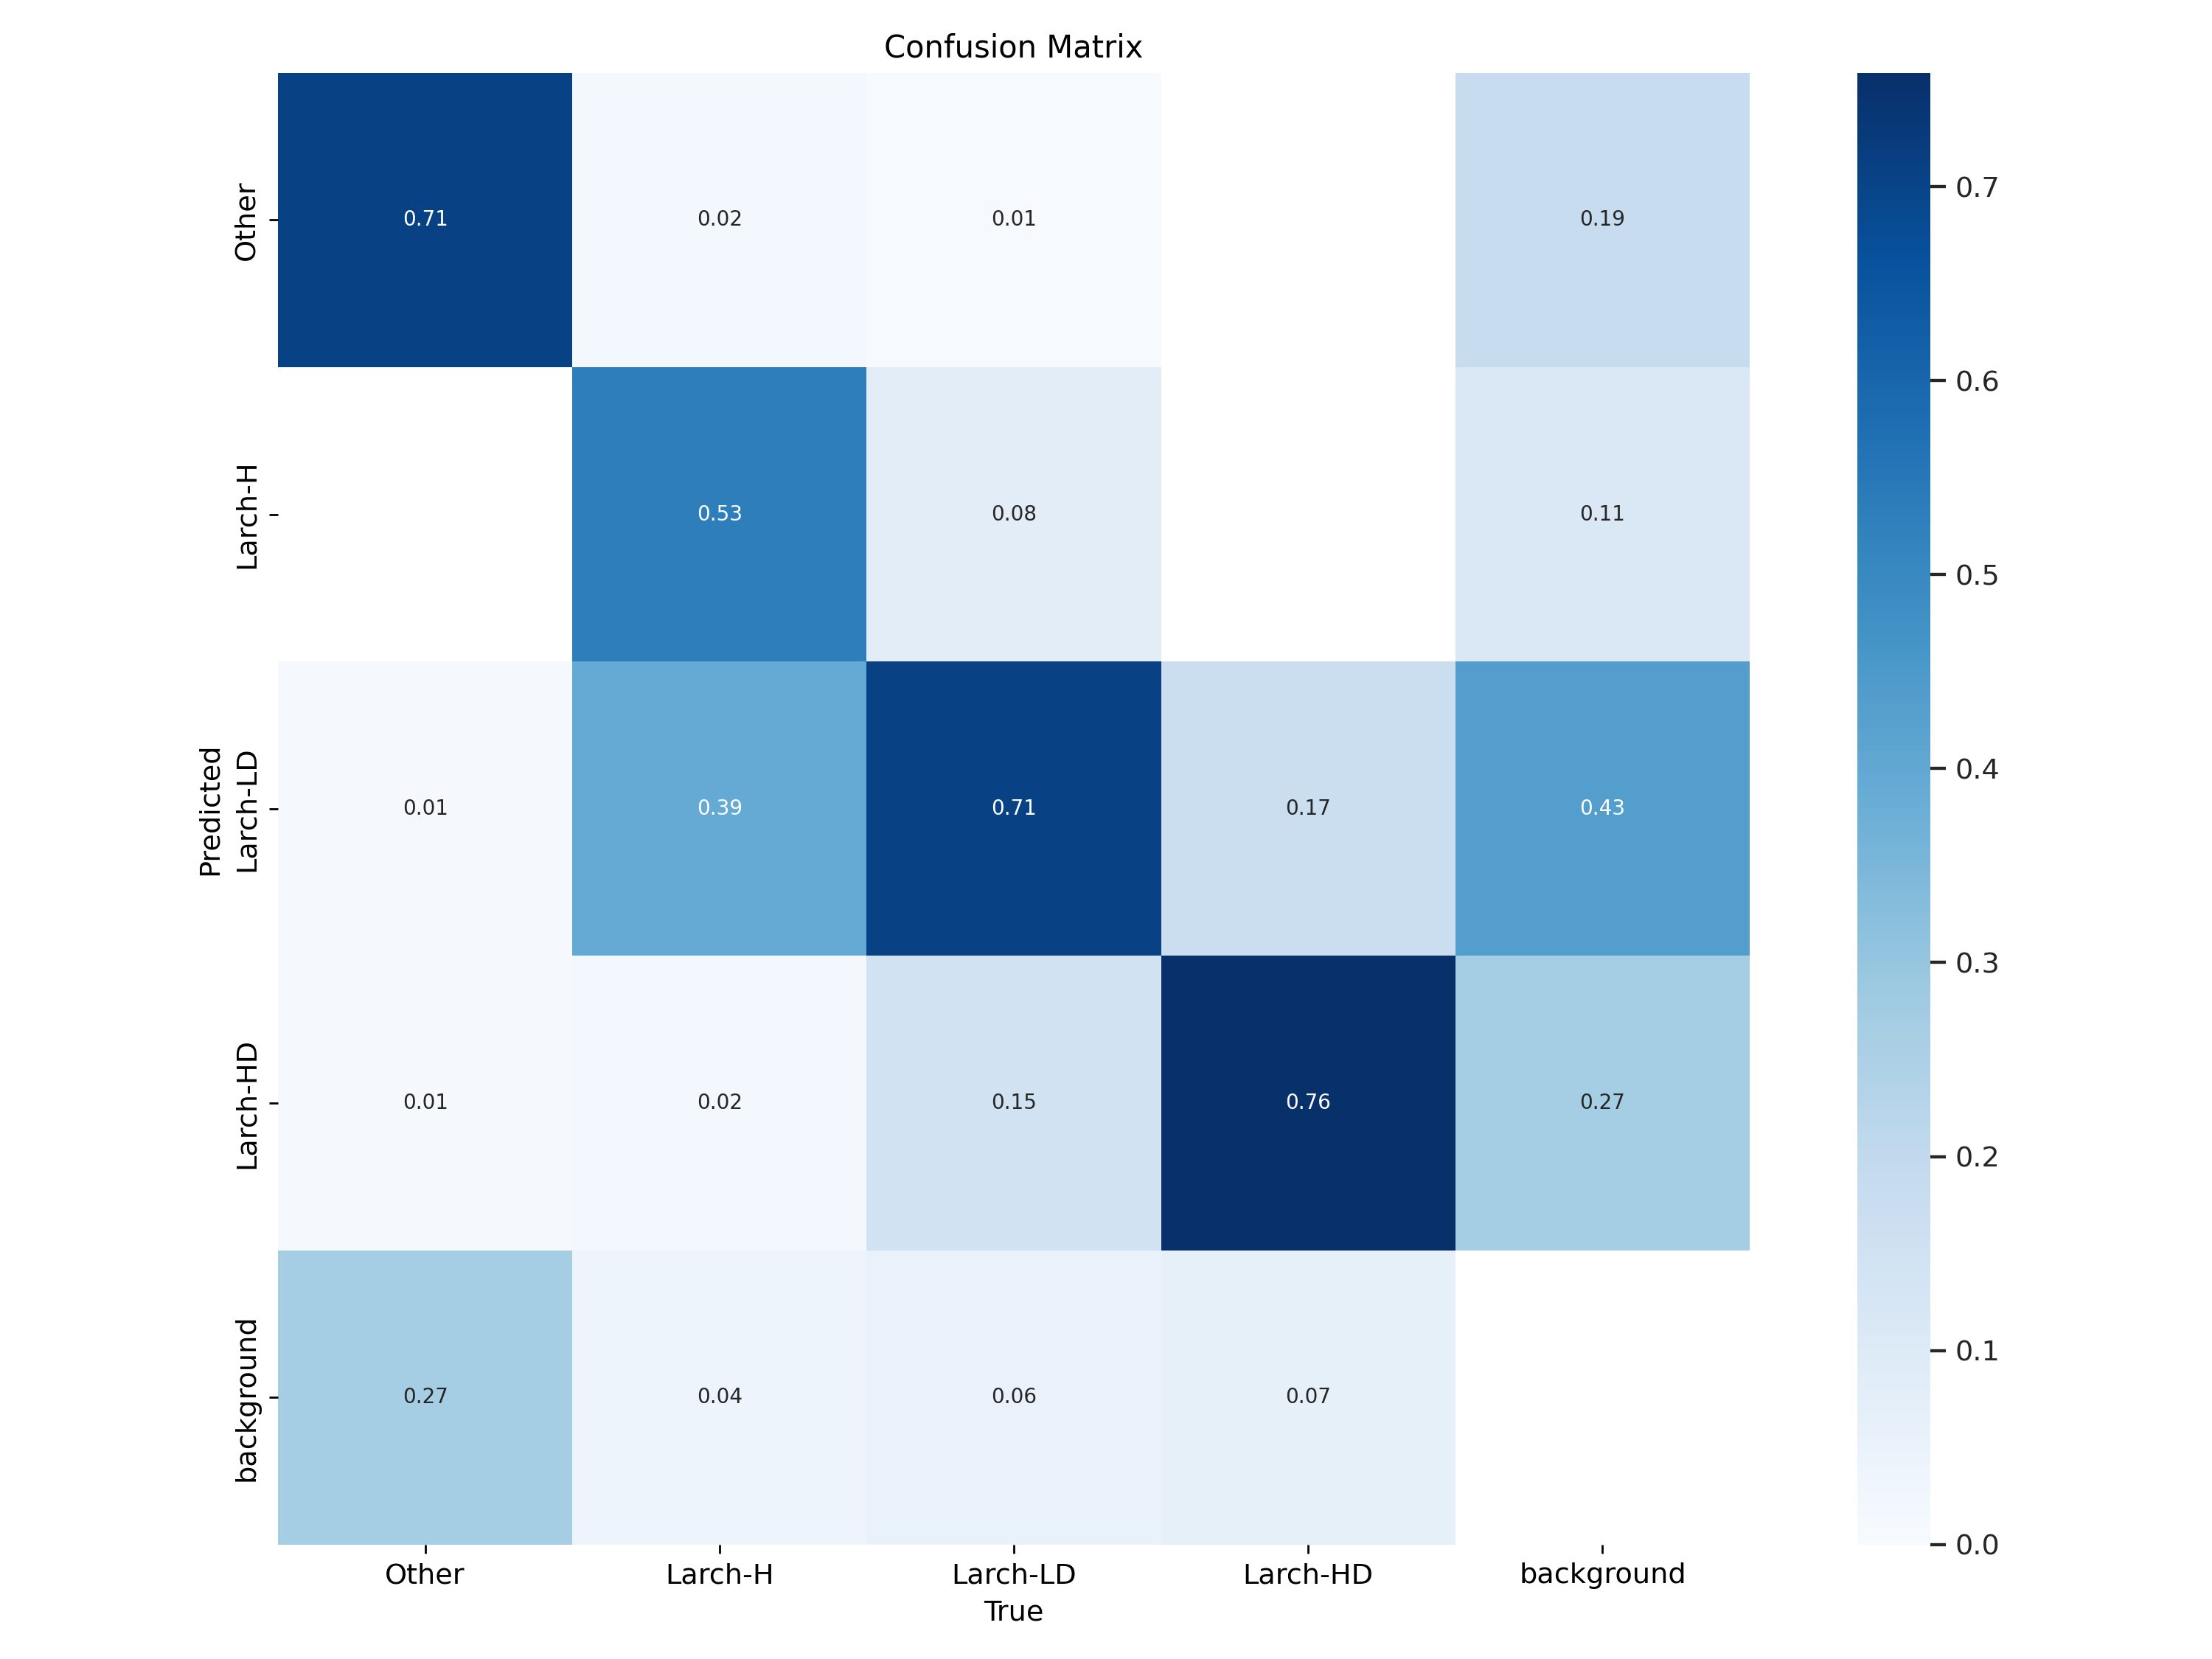 Confusion Matrix
Other
0.71
0.02
0.01
0.19
Larch-H
0.53
0.08
0.11
Predicted
Larch-LD
0.01
0.39
0.71
0.17
0.43
Larch-HD
0.01
0.02
0.15
0.76
0.27
background
0.27
0.04
0.06
0.07
Other
Larch-H
Larch-LD
Larch-HD
background
True
0.7
0.6
0.5
0.4
0.3
0.2
0.1
0.0